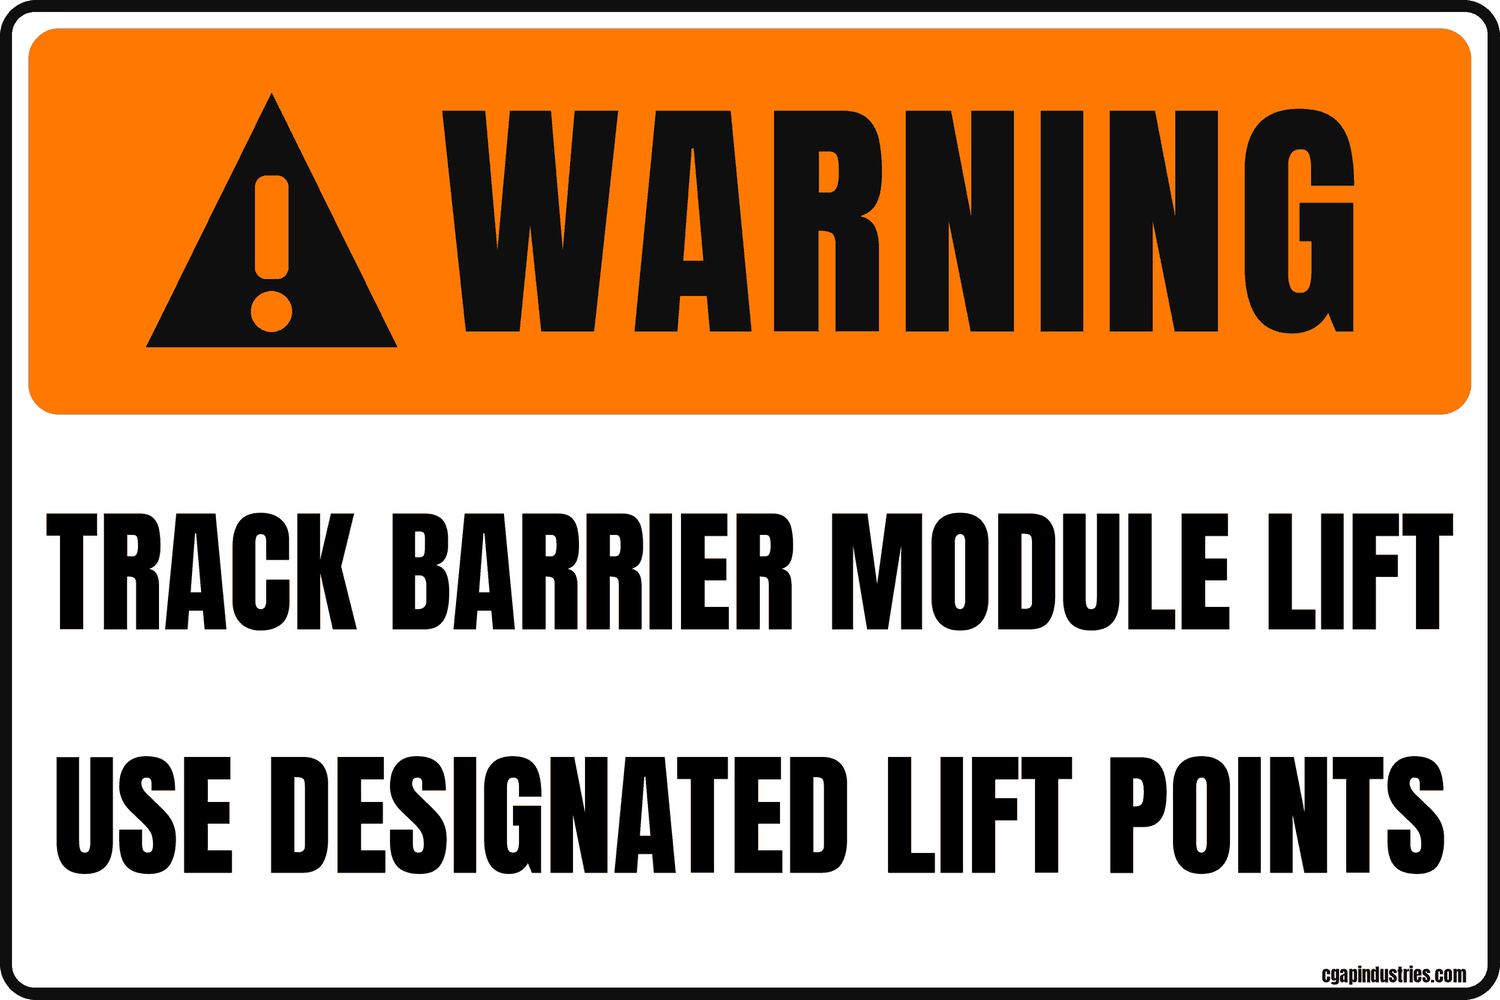 WARNING
TRACK BARRIER MODULE LIFT
USE DESIGNATED LIFT POINTS
cgapindustries.com